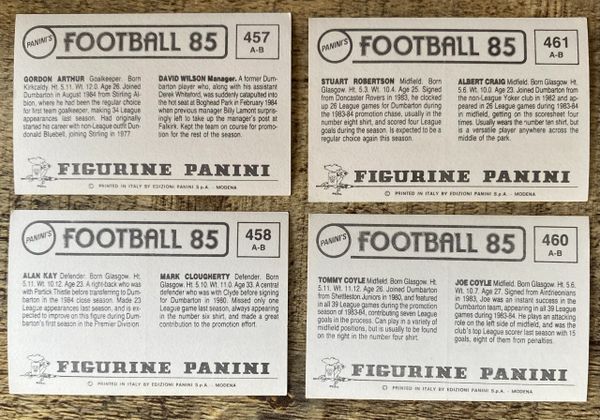 PANINI'S
FOOTBALL 85
457
A-B
GORDON ARTHUR Goalkeeper. Born
Kirkcaldy. Ht. 5.11. Wt. 12.0. Age 26. Joined
Dumbarton in August 1984 from Stirling Al-
bion, where he had been the regular choice
for first team goalkeeper, making 34 League
appearances last season. Had originally
started his career with non-League outfit Dun-
donald Bluebell, joining Stirling in 1977
DAVID WILSON Manager. A former Dum-
barton player who, along with his assistant
Derek Whiteford, was suddenly catapulted into
the hot seat at Boghead Park in February 1984
when previous manager Billy Lamont surpris-
ingly left to take up the manager's post at
Falkirk. Kept the team on course for promo-
tion for the rest of the season.
FIGURINE PANINI
© PRINTED IN ITALY BY EDIZIONI PANINI S.p.A. - MODENA
PANINI'S
FOOTBALL 85
461
A-B
STUART ROBERTSON Midfield. Born
Glasgow. Ht. 5.3. Wt. 10.4. Age 25. Signed
from Doncaster Rovers in 1983, he clocked
up 26 League games for Dumbarton during
the 1983-84 promotion chase, usually in the
number eight shirt, and scored four League
goals during the season. Is expected to be a
regular choice again this season.
ALBERT CRAIG Midfield. Born Glasgow.
Ht. 5.6. Wt. 10.0. Age 23. Joined Dumbarton from
the non-League Yoker club in 1982 and ap-
peared in 26 League games during 1983-84
in midfield, getting on the scoresheet four
times. Usually wears the number ten shirt, but
is a versatile player anywhere across the
middle of the park.
FIGURINE PANINI
© PRINTED IN ITALY BY EDIZIONI PANINI S.p.A. - MODENA
PANINI'S
FOOTBALL 85
458
A-B
ALAN KAY Defender. Born Glasgow. Ht.
5.11. Wt. 10.12. Age 23. A right-back who was
with Partick Thistle before transferring to Dum-
barton in the 1984 close season. Made 23
League appearances last season, and is ex-
pected to improve on this figure during Dum-
barton's first season in the Premier Division
MARK CLOUGHERTY Defender. Born
Glasgow. Ht. 5.10. Wt. 11.0. Age 33. A central
defender who was with Clyde before signing
for Dumbarton in 1980. Missed only one
League game last season, always appearing
in the number six shirt, and made a great
contribution to the promotion effort.
FIGURINE PANINI
© PRINTED IN ITALY BY EDIZIONI PANINI S.p.A. - MODENA
PANINI'S
FOOTBALL 85
460
A-B
TOMMY COYLE Midfield. Born Glasgow. Ht.
5.11. Wt. 11.12. Age 26. Joined Dumbarton
from Shettleston Juniors in 1980, and featured
in all 39 League games during the promotion
season of 1983-84, contributing seven League
goals in the process. Can play in a variety of
midfield positions, but is usually to be found
on the right in the number four shirt.
JOE COYLE Midfield. Born Glasgow. Ht. 5.6.
Wt. 10.7. Age 27. Signed from Airdrieonians
in 1983, Joe was an instant success in the
Dumbarton team, appearing in all 39 League
games during 1983-84. He plays an attacking
role on the left side of midfield, and was the
club's top League scorer last season with 15
goals, eight of them from penalties.
FIGURINE PANINI
© PRINTED IN ITALY BY EDIZIONI PANINI S.p.A. - MODENA